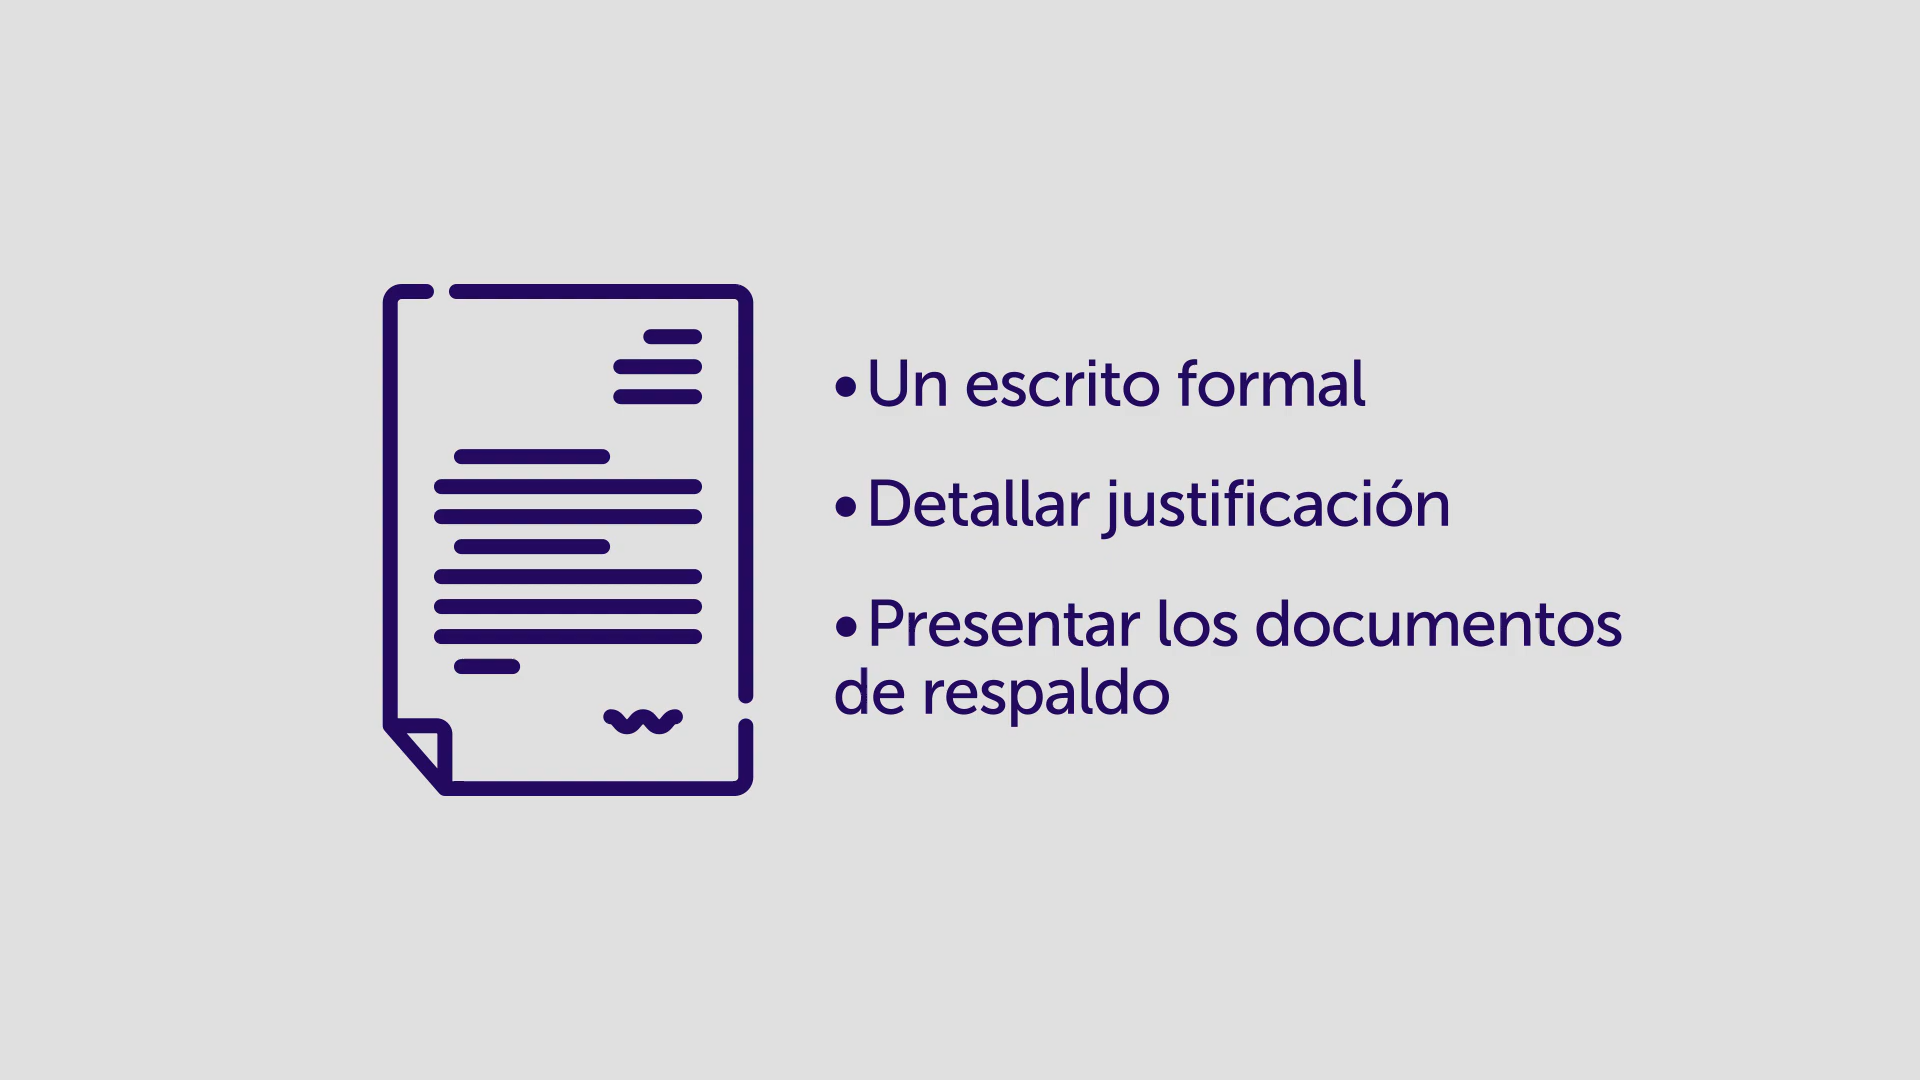 • Un escrito formal
• Detallar justificación
• Presentar los documentos
de respaldo